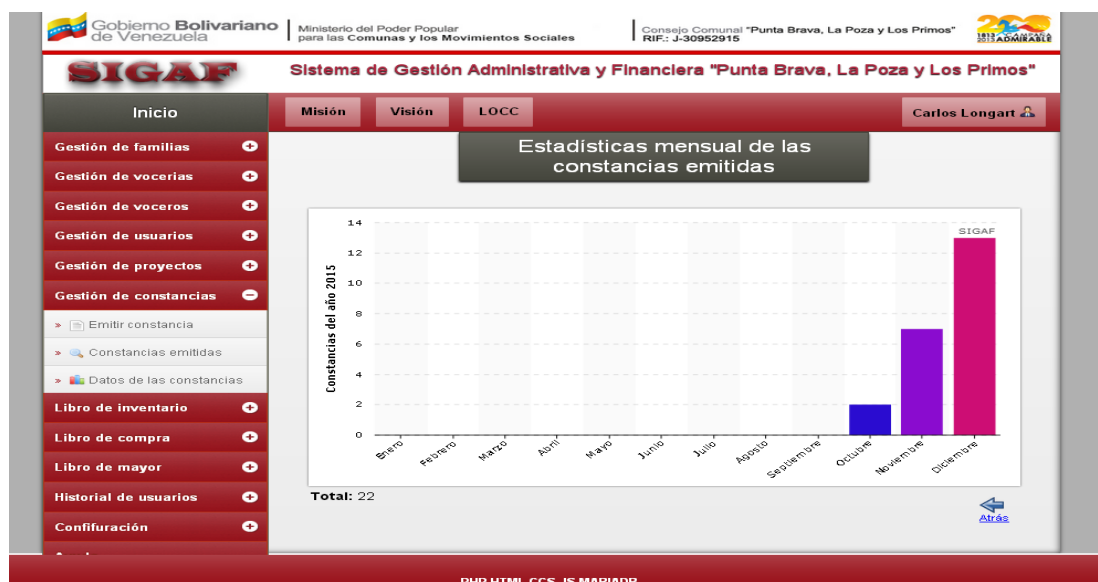 Gobierno Bolivariano
de Venezuela
Ministerio del Poder Popular
para las Comunas y los Movimientos Sociales
Consejo Comunal "Punta Brava, La Poza y Los Primos"
RIF.: J-30952915
200
1813 CAMPAÑA
2013 ADMIRABLE
SIGAF
Sistema de Gestión Administrativa y Financiera "Punta Brava, La Poza y Los Primos"
Inicio
Misión
Visión
LOCC
Carlos Longart
Gestión de familias
Gestión de vocerias
Gestión de voceros
Gestión de usuarios
Gestión de proyectos
Gestión de constancias
» Emitir constancia
» Constancias emitidas
» Datos de las constancias
Libro de inventario
Libro de compra
Libro de mayor
Historial de usuarios
Confifuración
Estadísticas mensual de las
constancias emitidas
Constancias del año 2015
14
12
10
8
6
4
2
0
SIGAF
Enero
Febrero
Marzo
Abril
Mayo
Junio
Julio
Agosto
Septiembre
Octubre
Noviembre
Diciembre
Total: 22
Atrás